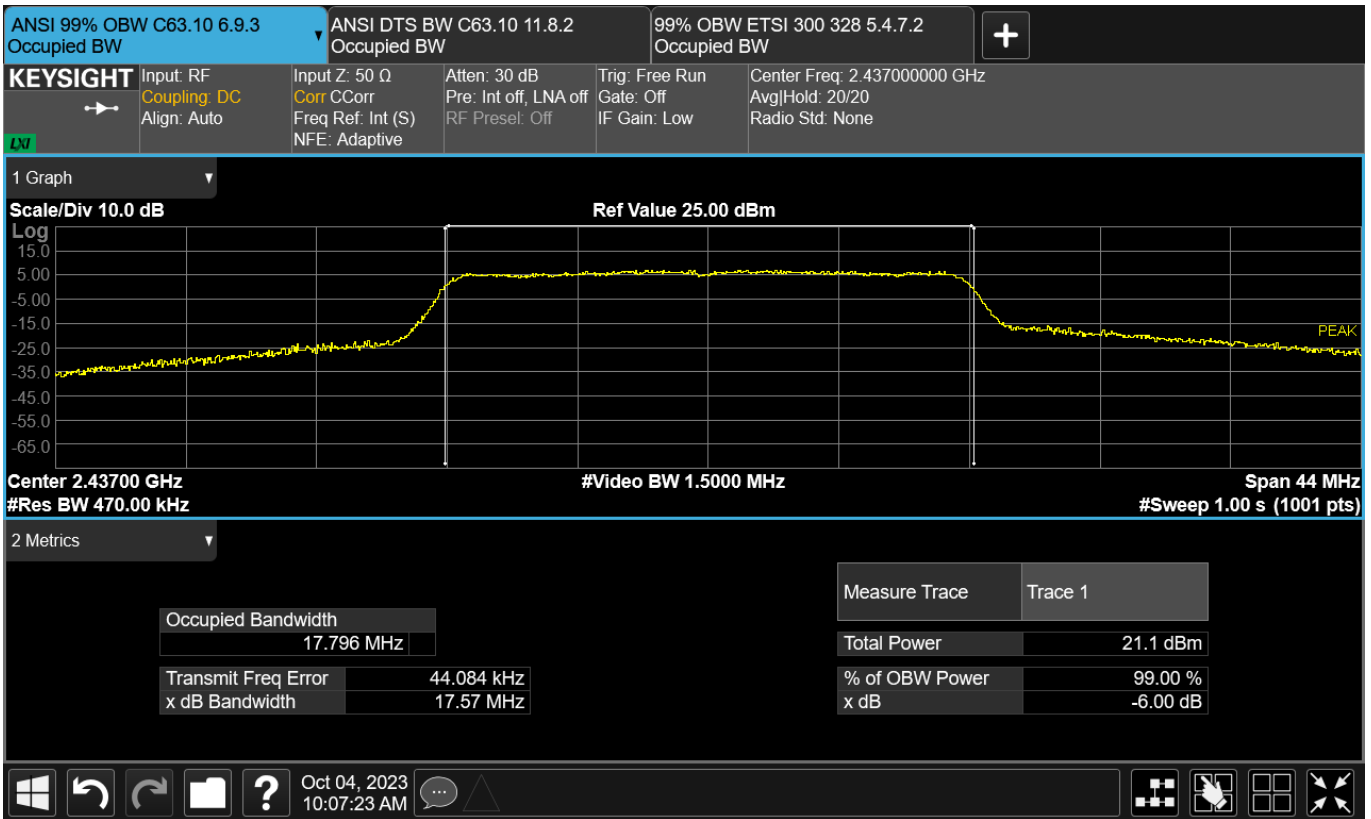 ANSI 99% OBW C63.10 6.9.3
Occupied BW
ANSI DTS BW C63.10 11.8.2
Occupied BW
99% OBW ETSI 300 328 5.4.7.2
Occupied BW
KEYSIGHT
LXI
Input: RF
Coupling: DC
Align: Auto
Input Z: 50 Ω
Corr CCorr
Freq Ref: Int (S)
NFE: Adaptive
Atten: 30 dB
Pre: Int off, LNA off
RF Presel: Off
Trig: Free Run
Gate: Off
IF Gain: Low
Center Freq: 2.437000000 GHz
Avg|Hold: 20/20
Radio Std: None
1 Graph
Scale/Div 10.0 dB
Ref Value 25.00 dBm
Log
15.0
5.00
-5.00
-15.0
-25.0
-35.0
-45.0
-55.0
-65.0
PEAK
Center 2.43700 GHz
#Video BW 1.5000 MHz
Span 44 MHz
#Res BW 470.00 kHz
#Sweep 1.00 s (1001 pts)
2 Metrics
Occupied Bandwidth
17.796 MHz
Transmit Freq Error 44.084 kHz
x dB Bandwidth 17.57 MHz
Measure Trace Trace 1
Total Power 21.1 dBm
% of OBW Power 99.00 %
x dB -6.00 dB
?
Oct 04, 2023
10:07:23 AM